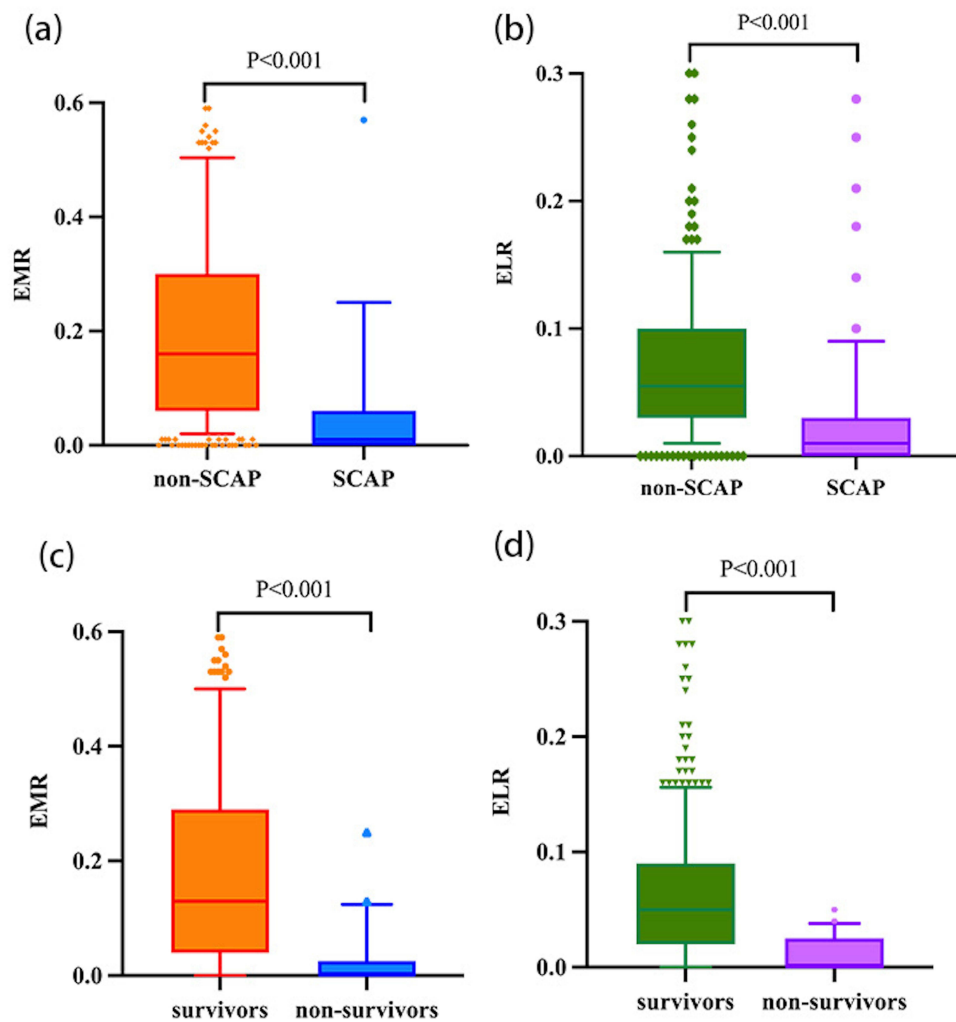 (a)
P<0.001
EMR
0.6
0.4
0.2
0.0
non-SCAP SCAP
(b)
P<0.001
ELR
0.3
0.2
0.1
0.0
non-SCAP SCAP
(c)
P<0.001
EMR
0.6
0.4
0.2
0.0
survivors non-survivors
(d)
P<0.001
ELR
0.3
0.2
0.1
0.0
survivors non-survivors